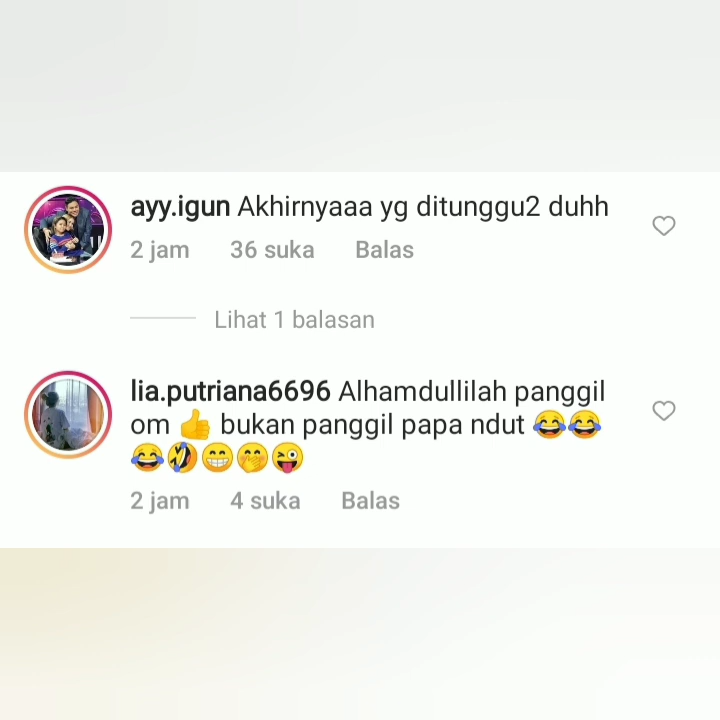 ayy.igun Akhirnyaaa yg ditunggu2 duhh
2 jam 36 suka Balas
Lihat 1 balasan
lia.putriana6696 Alhamdullilah panggil
om 👍 bukan panggil papa ndut 😂😂
😂🤣😁🤭😜
2 jam 4 suka Balas